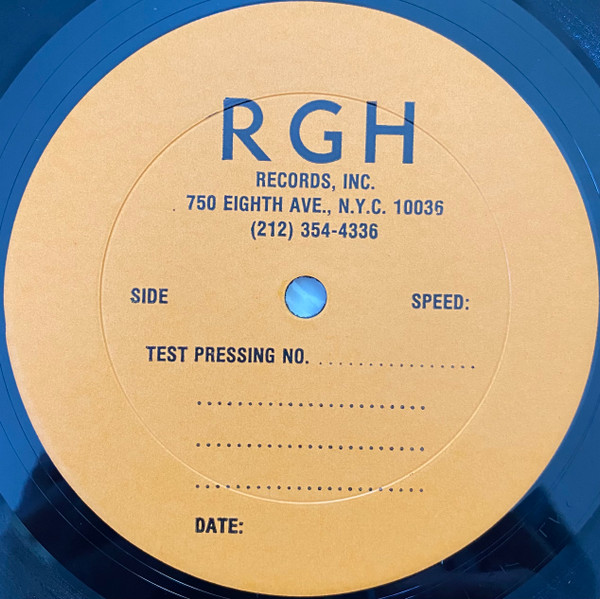 RGH
RECORDS, INC.
750 EIGHTH AVE., N.Y.C. 10036
(212) 354-4336
SIDE SPEED:
TEST PRESSING NO. ................
........................
........................
........................
DATE: